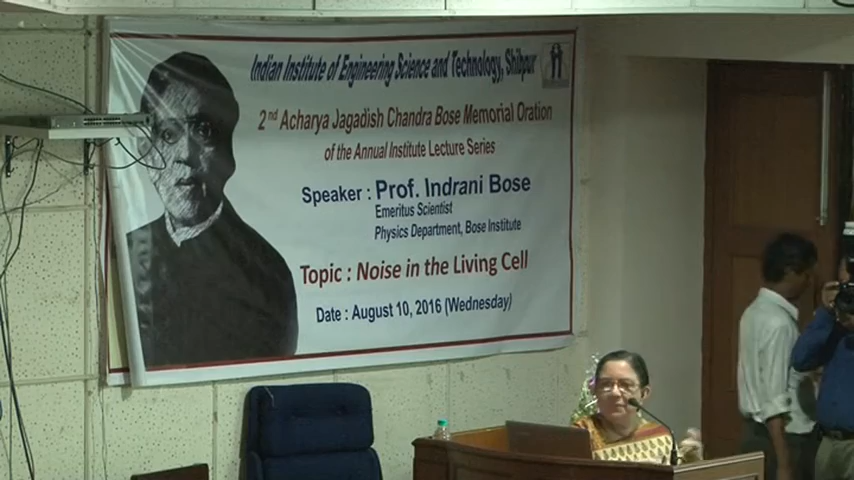 Indian Institute of Engineering Science and Technology, Shibpur
2nd Acharya Jagadish Chandra Bose Memorial Oration
of the Annual Institute Lecture Series
Speaker : Prof. Indrani Bose
Emeritus Scientist
Physics Department, Bose Institute
Topic : Noise in the Living Cell
Date : August 10, 2016 (Wednesday)